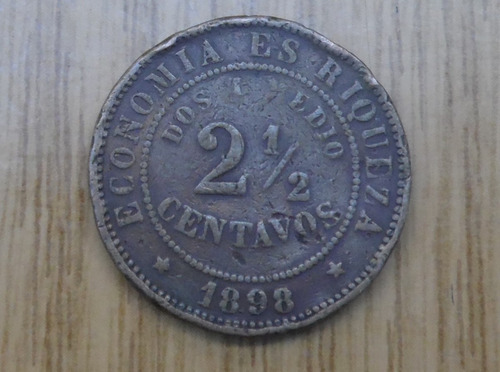 ECONOMIA ES RIQUEZA
DOS Y MEDIO
2 1/2
CENTAVOS
1898